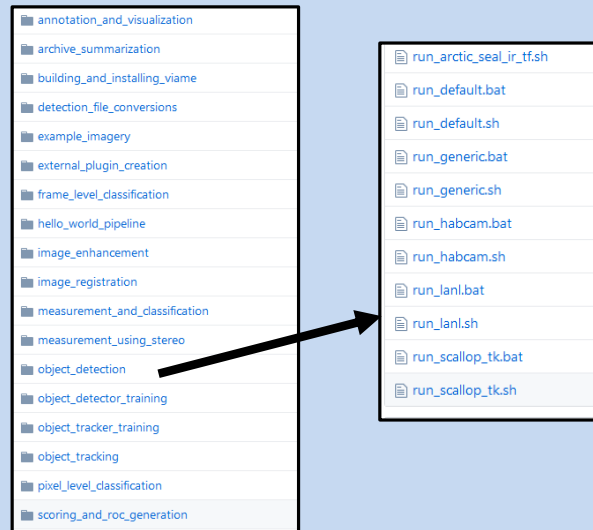 annotation_and_visualization
archive_summarization
building_and_installing_viame
detection_file_conversions
example_imagery
external_plugin_creation
frame_level_classification
hello_world_pipeline
image_enhancement
image_registration
measurement_and_classification
measurement_using_stereo
object_detection
object_detector_training
object_tracker_training
object_tracking
pixel_level_classification
scoring_and_roc_generation
run_arctic_seal_ir_tf.sh
run_default.bat
run_default.sh
run_generic.bat
run_generic.sh
run_habcam.bat
run_habcam.sh
run_lanl.bat
run_lanl.sh
run_scallop_tk.bat
run_scallop_tk.sh